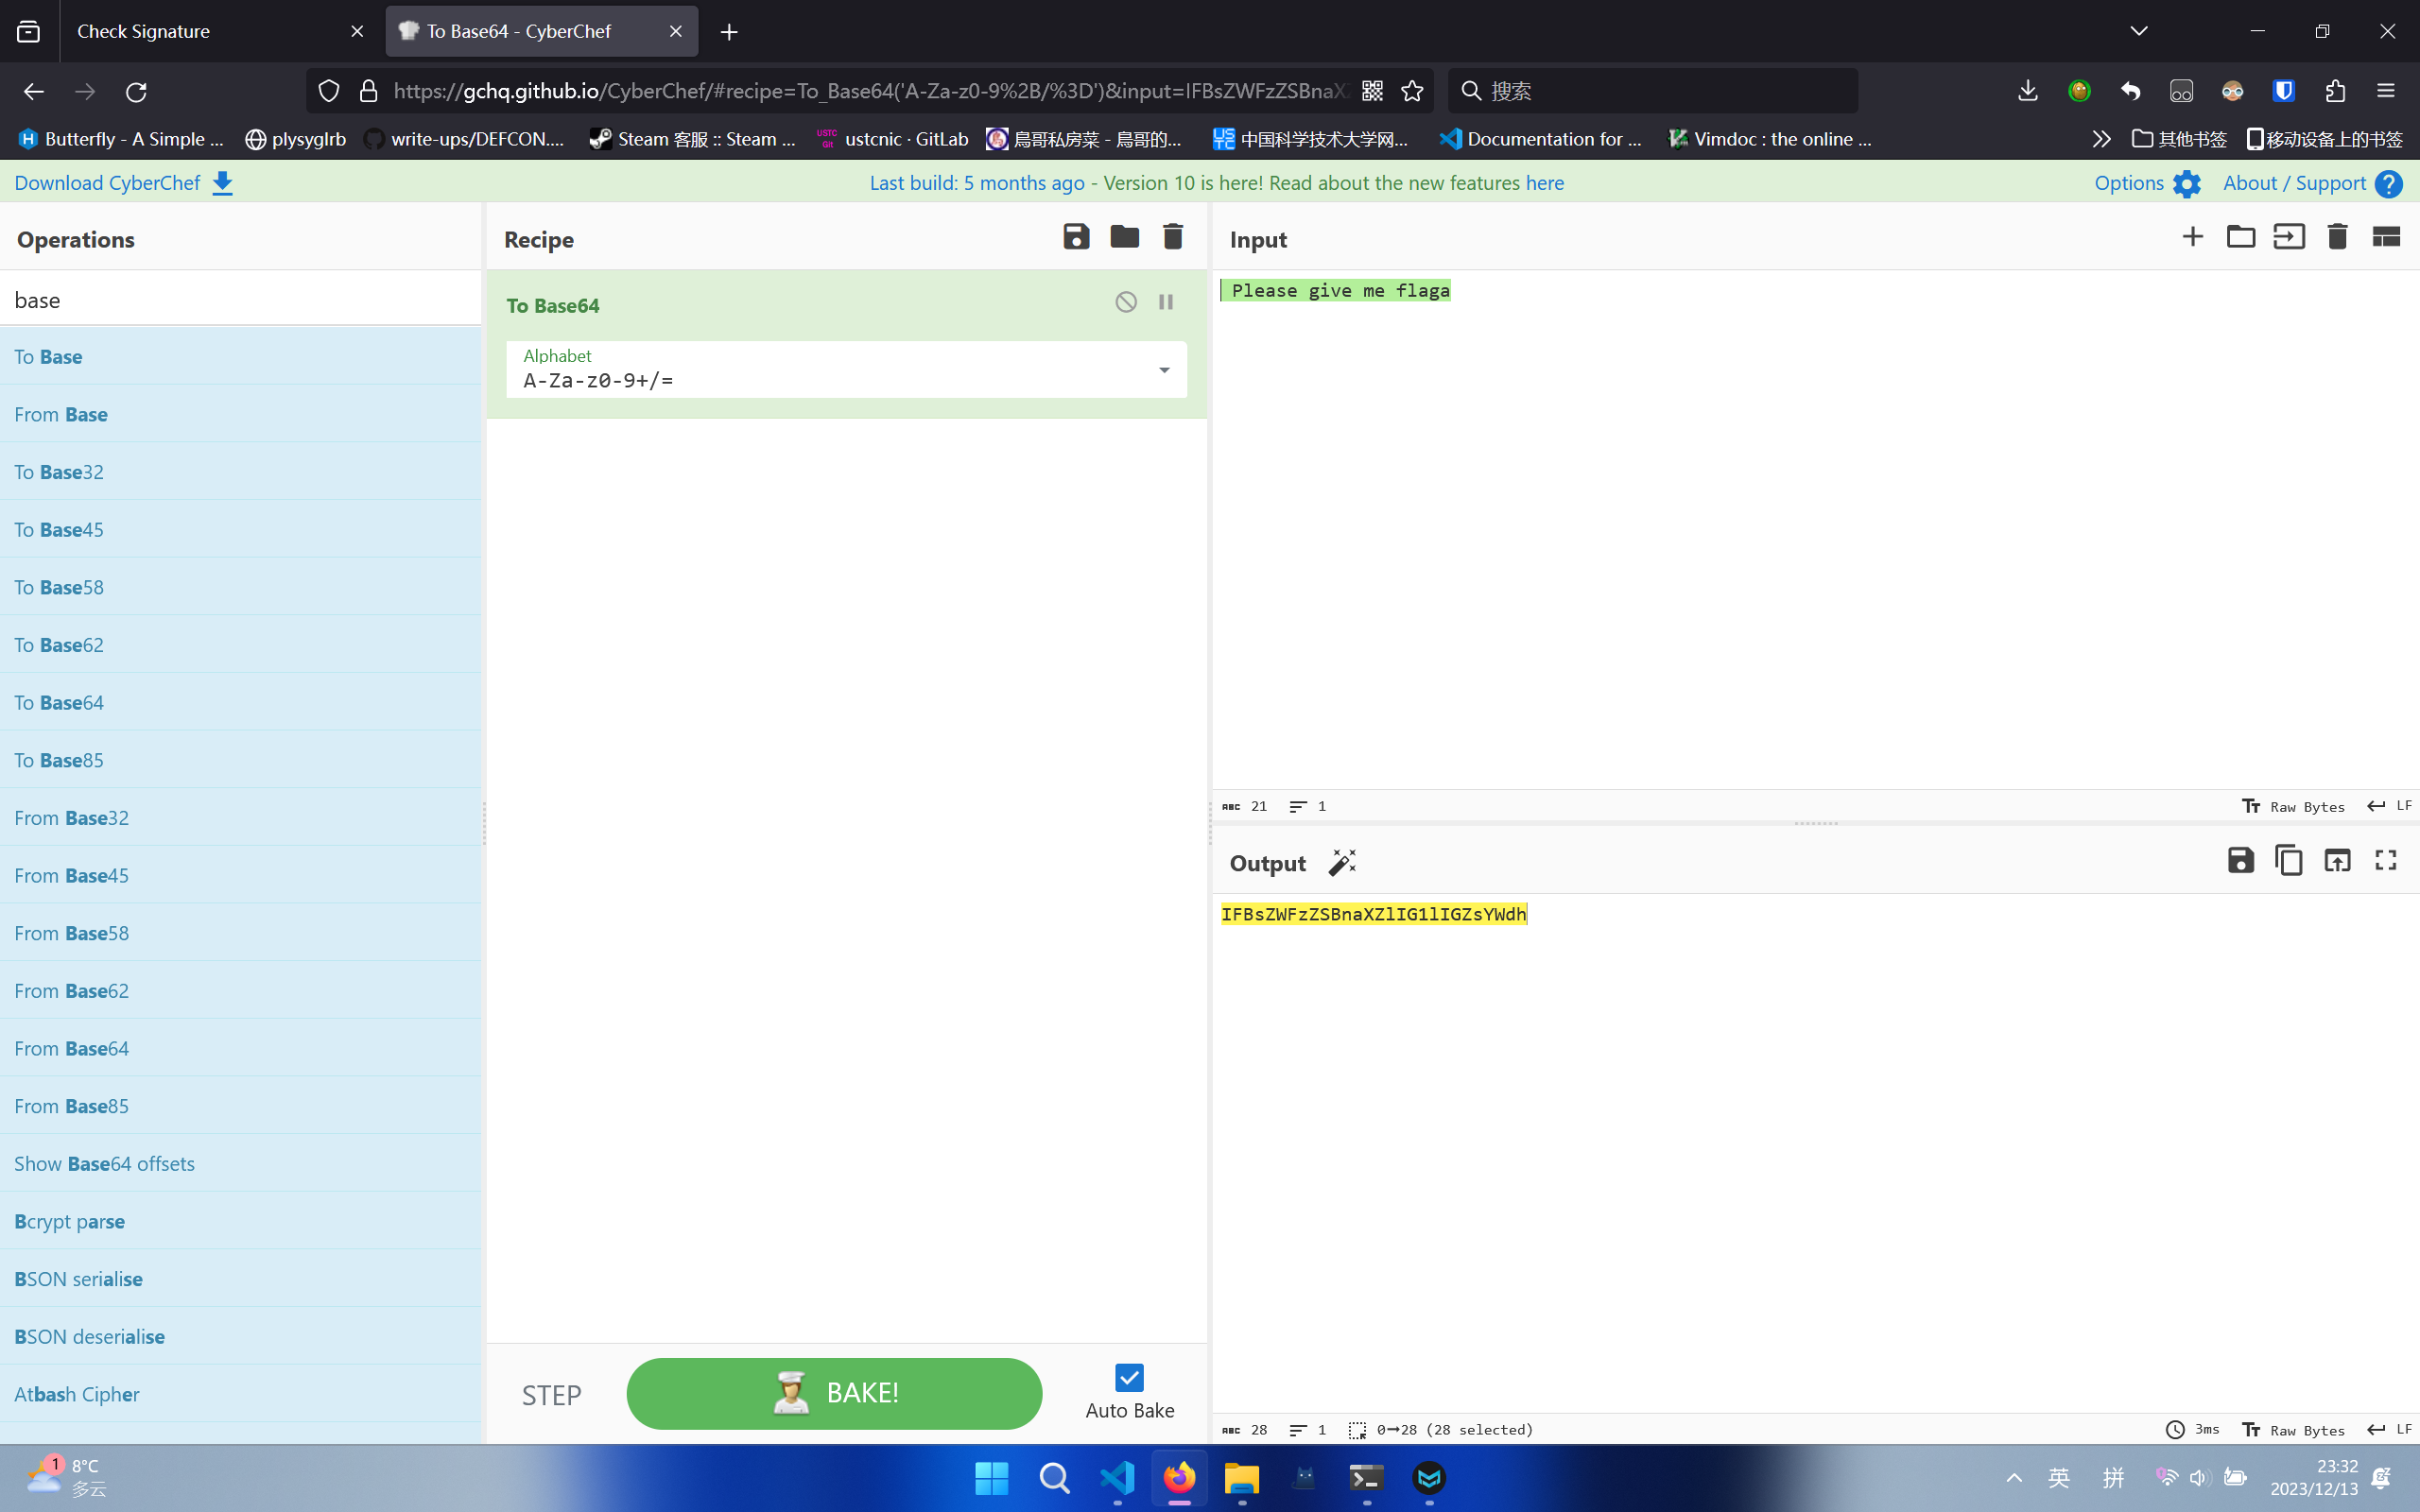 Check Signature
To Base64 - CyberChef
https://gchq.github.io/CyberChef/#recipe=To_Base64('A-Za-z0-9%2B/%3D')&input=IFBsZWFzZSBnaX
搜索
Butterfly - A Simple ...
plysyglrb
write-ups/DEFCON....
Steam 客服 :: Steam ...
USTC Git
ustcnic · GitLab
鳥哥私房菜 - 鳥哥的...
中国科学技术大学网...
Documentation for ...
Vimdoc : the online ...
其他书签
移动设备上的书签
Download CyberChef
Last build: 5 months ago - Version 10 is here! Read about the new features here
Options
About / Support
Operations
base
To Base
From Base
To Base32
To Base45
To Base58
To Base62
To Base64
To Base85
From Base32
From Base45
From Base58
From Base62
From Base64
From Base85
Show Base64 offsets
Bcrypt parse
BSON serialise
BSON deserialise
Atbash Cipher
Recipe
To Base64
Alphabet
A-Za-z0-9+/=
STEP
BAKE!
Auto Bake
Input
Please give me flaga
ABC 21
1
Tт Raw Bytes
LF
Output
IFBsZWFzZSBnaXZlIG1lIGZsYWdh
ABC 28
1
0→28 (28 selected)
3ms
Tт Raw Bytes
LF
1
8°C
多云
英
拼
23:32
2023/12/13